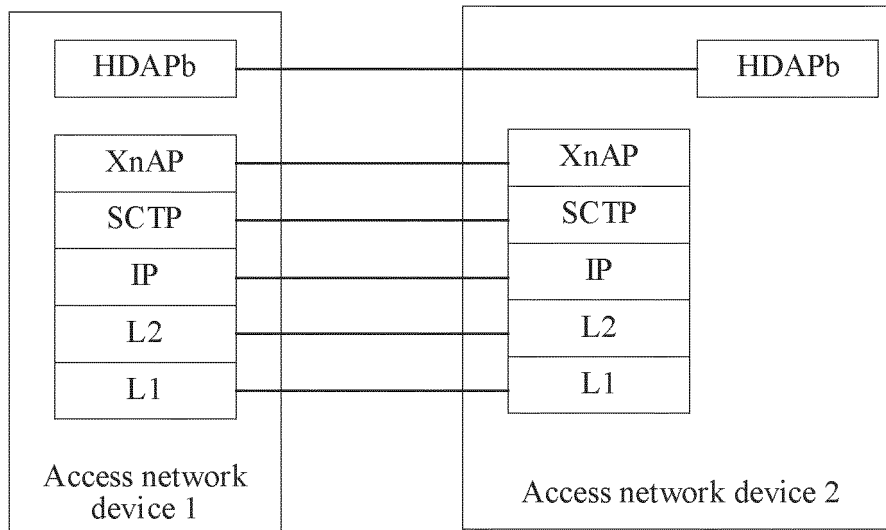 HDAPb
HDAPb
XnAP
SCTP
IP
L2
L1
XnAP
SCTP
IP
L2
L1
Access network
device 1
Access network device 2